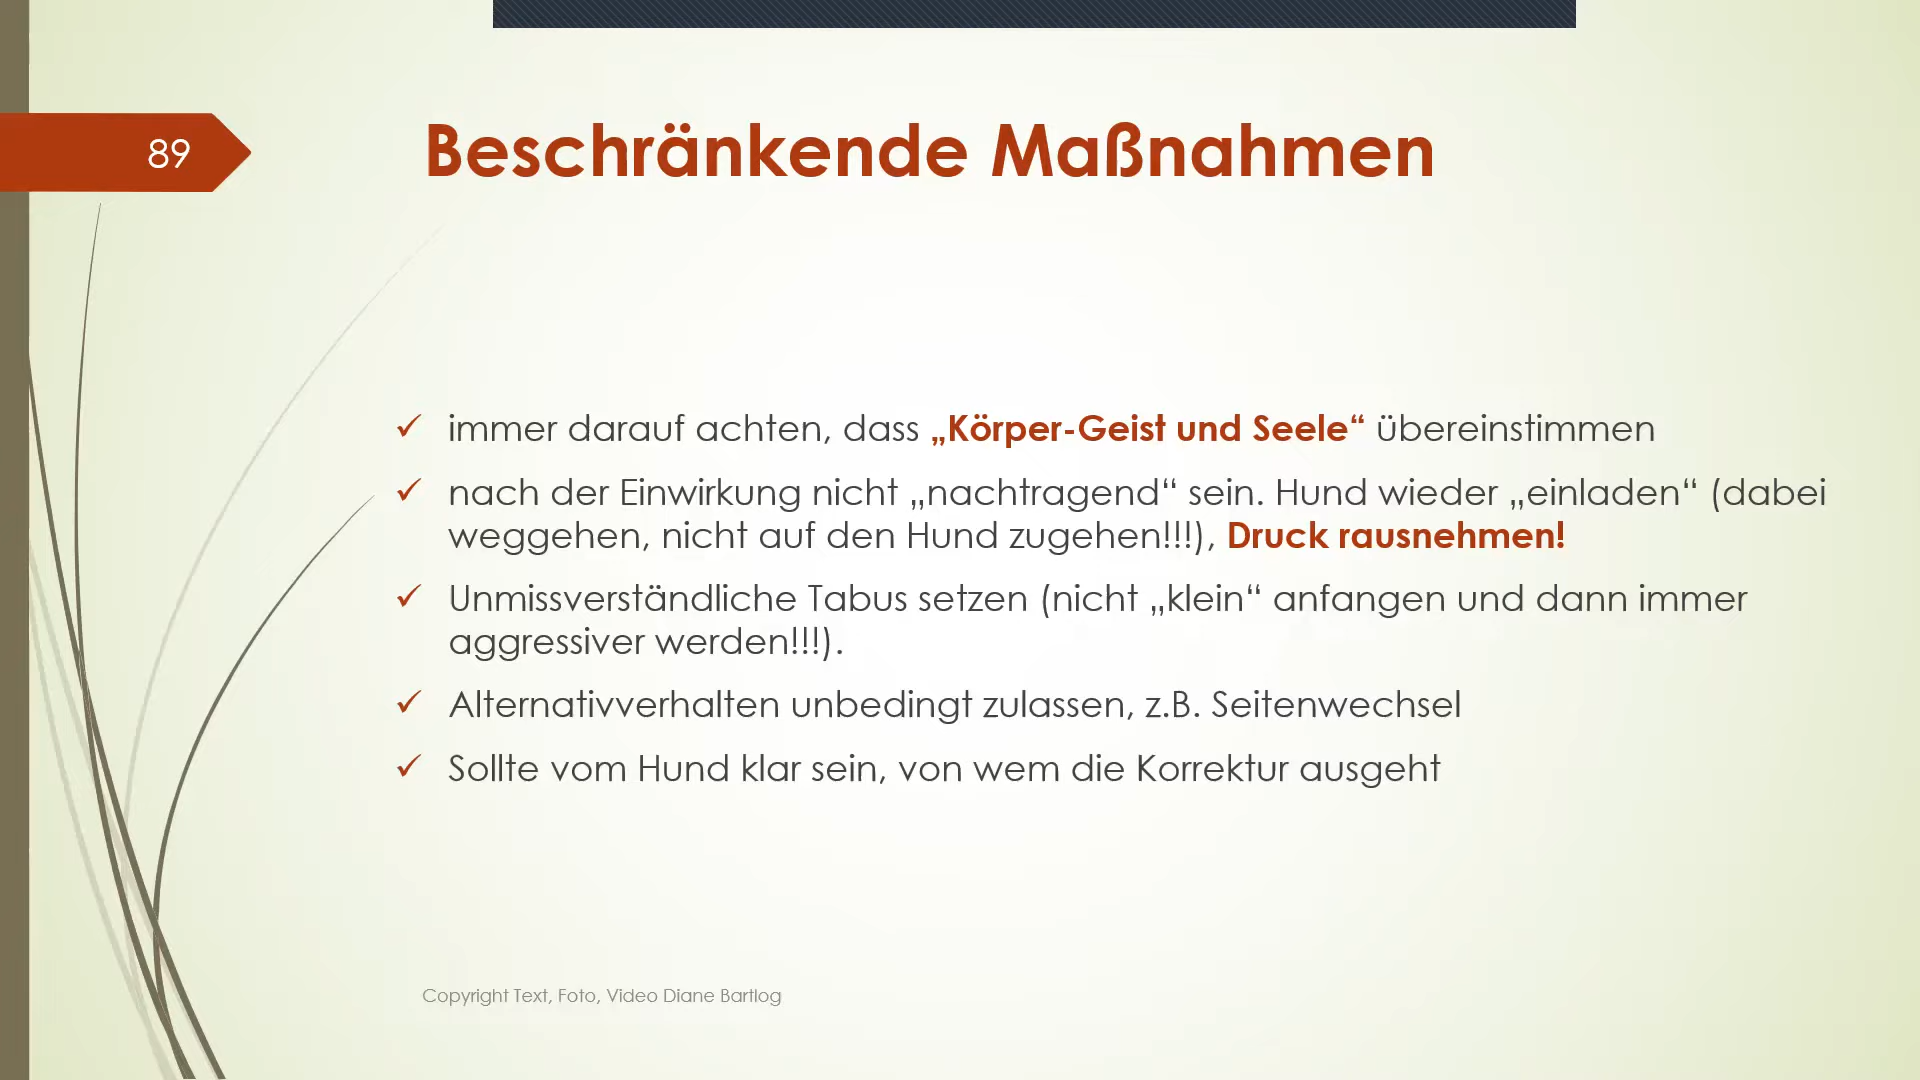 89
Beschränkende Maßnahmen
✓ immer darauf achten, dass „Körper-Geist und Seele“ übereinstimmen
✓ nach der Einwirkung nicht „nachtragend“ sein. Hund wieder „einladen“ (dabei
weggehen, nicht auf den Hund zugehen!!!), Druck rausnehmen!
✓ Unmissverständliche Tabus setzen (nicht „klein“ anfangen und dann immer
aggressiver werden!!!).
✓ Alternativverhalten unbedingt zulassen, z.B. Seitenwechsel
✓ Sollte vom Hund klar sein, von wem die Korrektur ausgeht
Copyright Text, Foto, Video Diane Bartlog